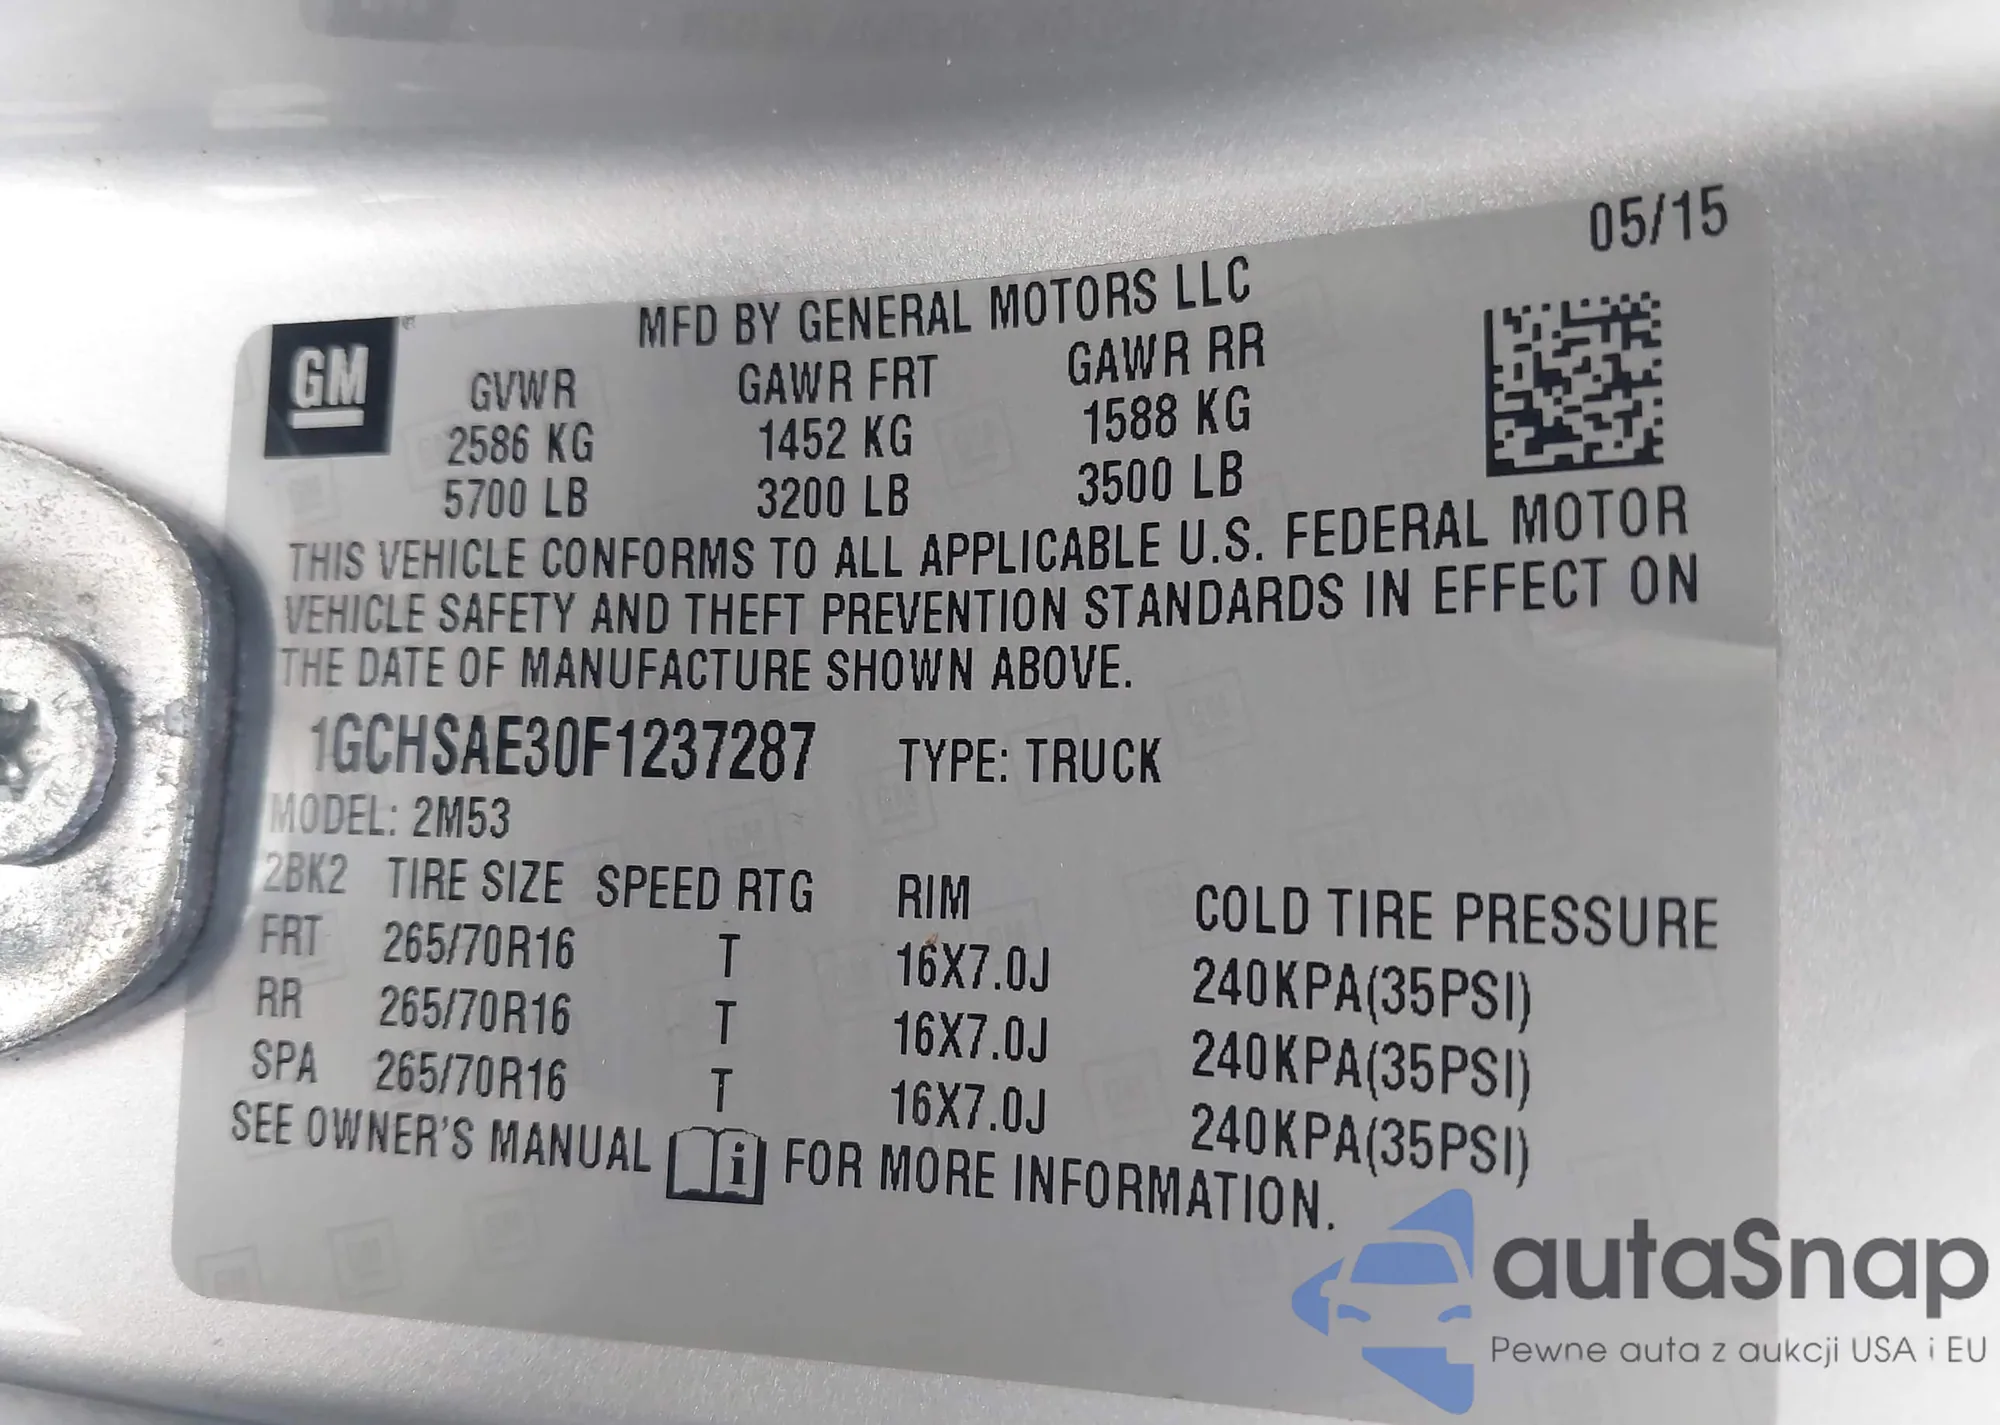 05/15
MFD BY GENERAL MOTORS LLC
GM
GVWR GAWR FRT GAWR RR
2586 KG 1452 KG 1588 KG
5700 LB 3200 LB 3500 LB
THIS VEHICLE CONFORMS TO ALL APPLICABLE U.S. FEDERAL MOTOR
VEHICLE SAFETY AND THEFT PREVENTION STANDARDS IN EFFECT ON
THE DATE OF MANUFACTURE SHOWN ABOVE.
1GCHSAE30F1237287 TYPE: TRUCK
MODEL: 2M53
2BK2 TIRE SIZE SPEED RTG RIM COLD TIRE PRESSURE
FRT 265/70R16 T 16X7.0J 240KPA(35PSI)
RR 265/70R16 T 16X7.0J 240KPA(35PSI)
SPA 265/70R16 T 16X7.0J 240KPA(35PSI)
SEE OWNER'S MANUAL i FOR MORE INFORMATION.
autaSnap
Pewne auta z aukcji USA i EU